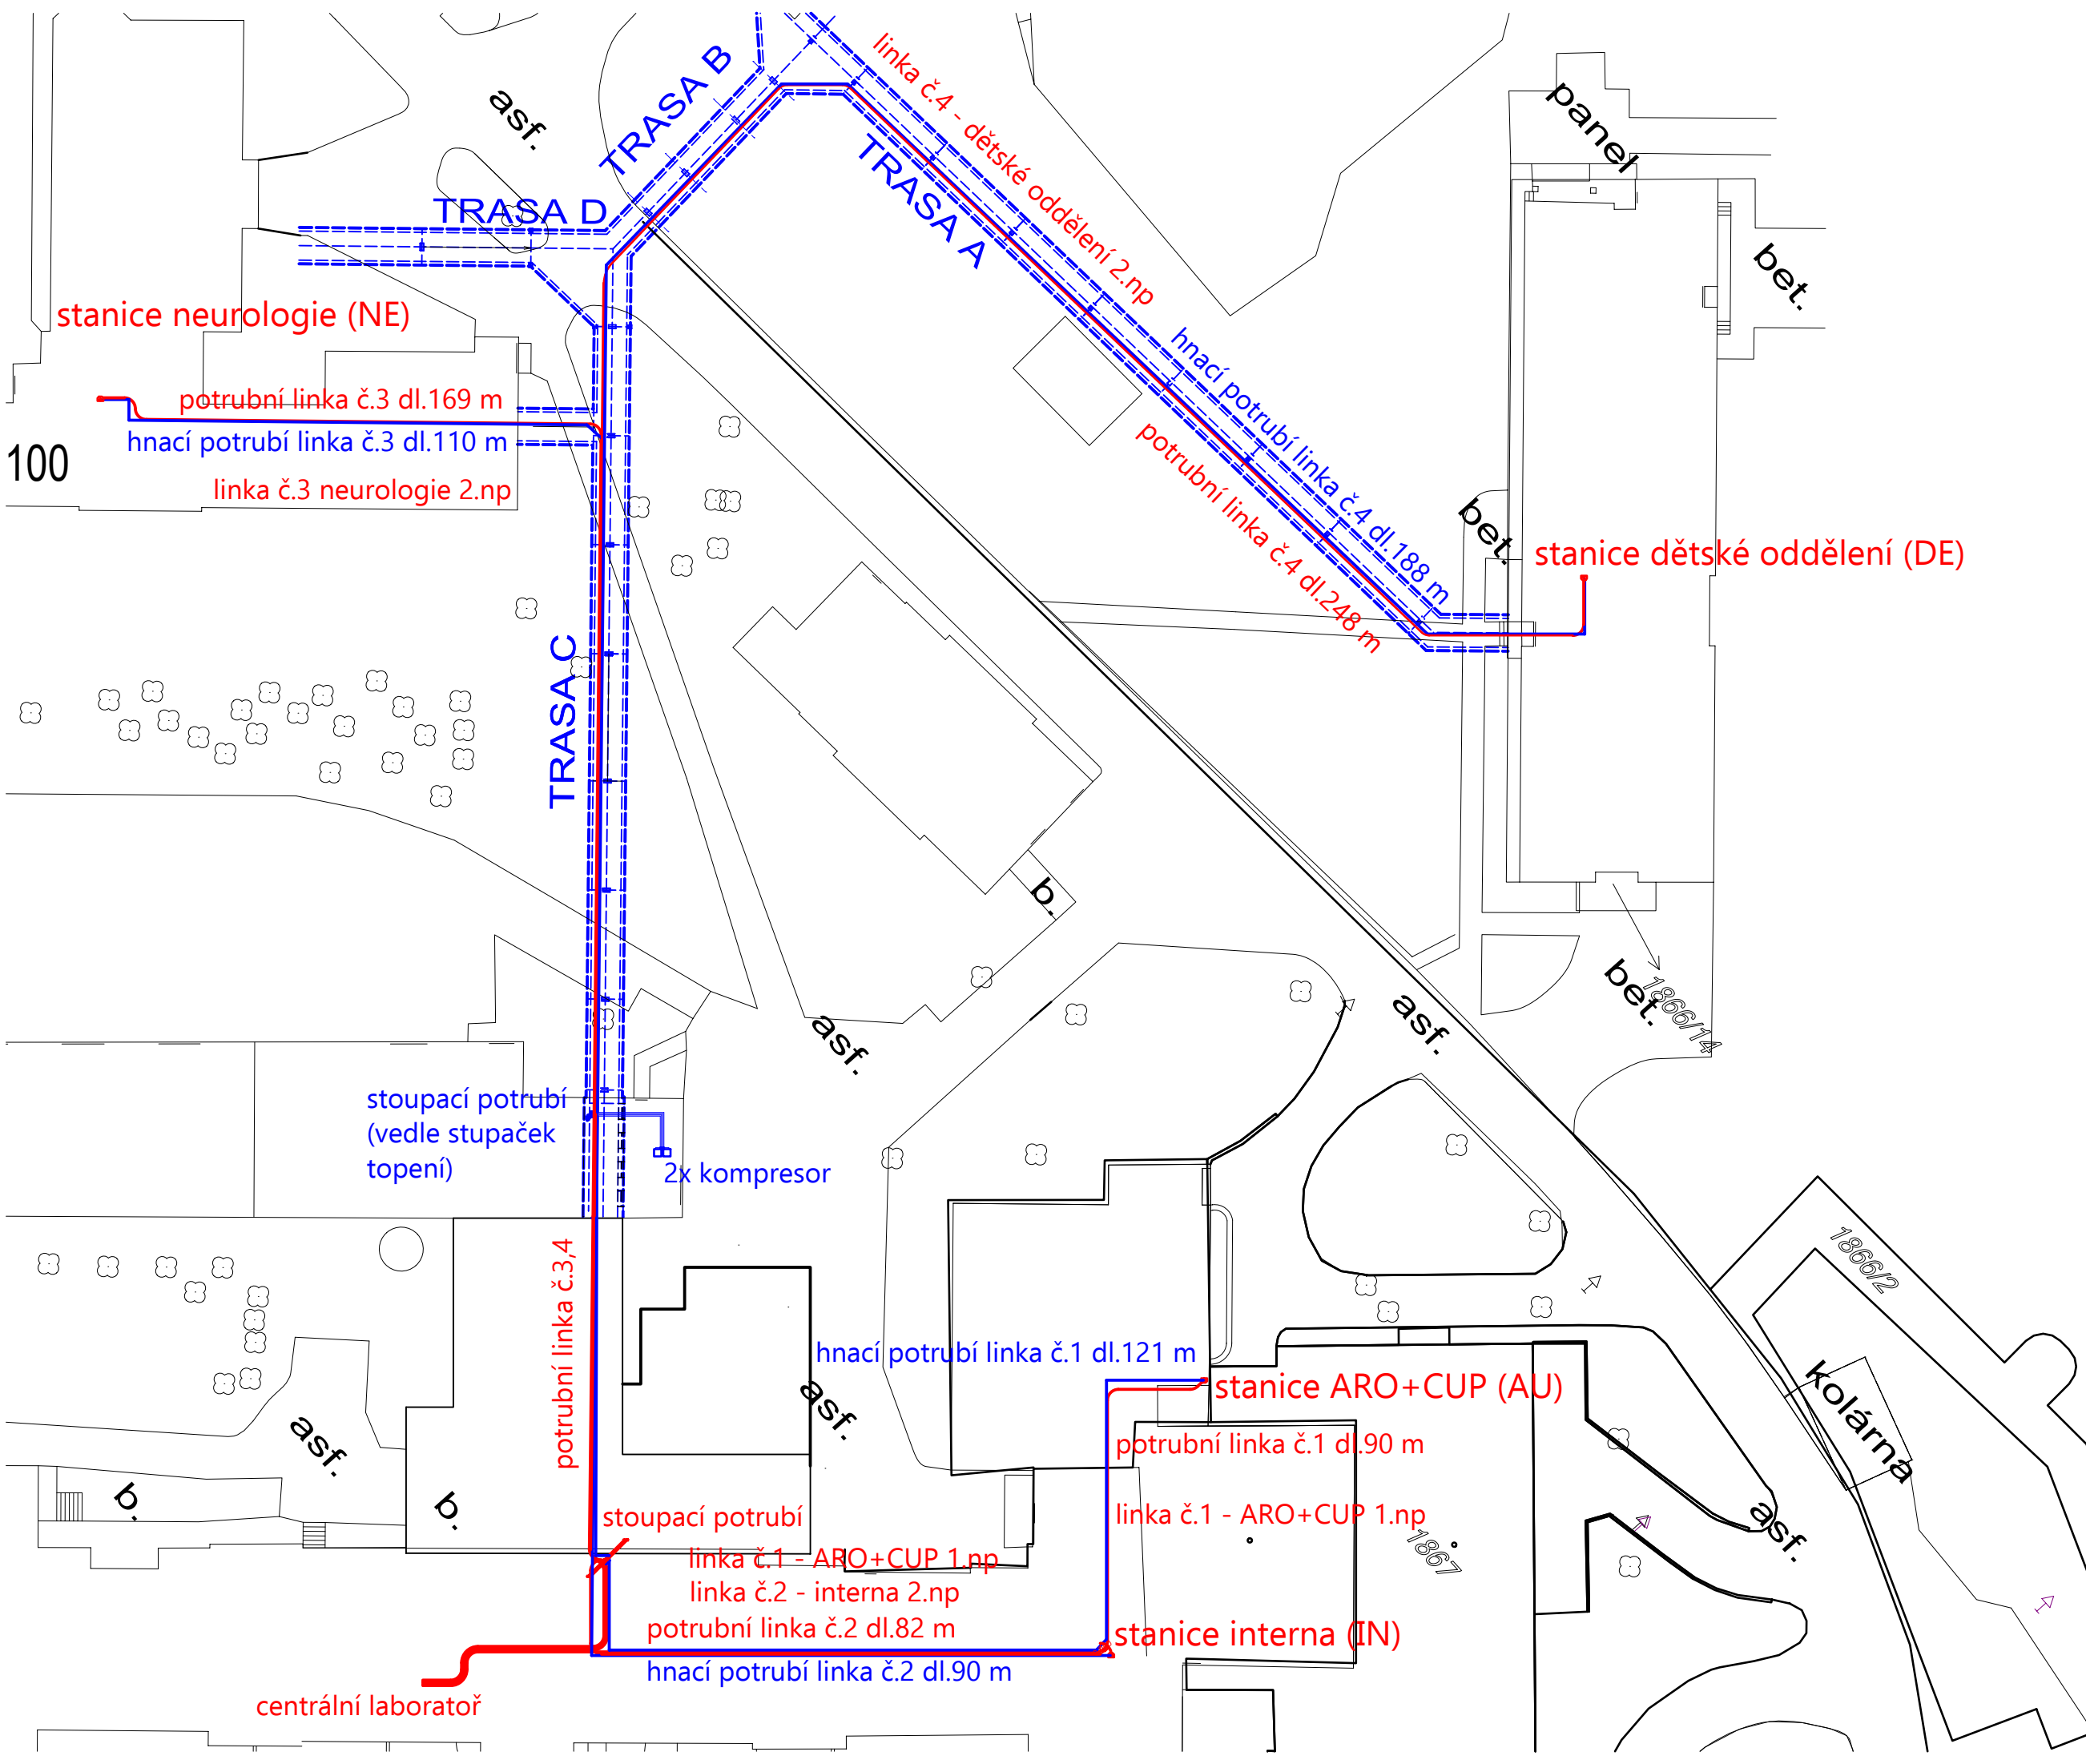 linka č.4 - dětské oddělení 2.np
TRASA B
asf.
panel
TRASA A
TRASA D
bet.
stanice neurologie (NE)
hnací potrubí linka č.4 dl.188 m
potrubní linka č.3 dl.169 m
hnací potrubí linka č.3 dl.110 m
100
linka č.3 neurologie 2.np
potrubní linka č.4 dl.248 m
bet.
stanice dětské oddělení (DE)
TRASA C
b.
bet.
1866/14
asf.
asf.
stoupací potrubí
(vedle stupaček
topení)
2x kompresor
1866/2
potrubní linka č.3,4
hnací potrubí linka č.1 dl.121 m
stanice ARO+CUP (AU)
kolárna
asf.
asf.
potrubní linka č.1 dl.90 m
b.
b.
stoupací potrubí
linka č.1 - ARO+CUP 1.np
asf.
1867
linka č.1 - ARO+CUP 1.np
linka č.2 - interna 2.np
potrubní linka č.2 dl.82 m
stanice interna (IN)
hnací potrubí linka č.2 dl.90 m
centrální laboratoř